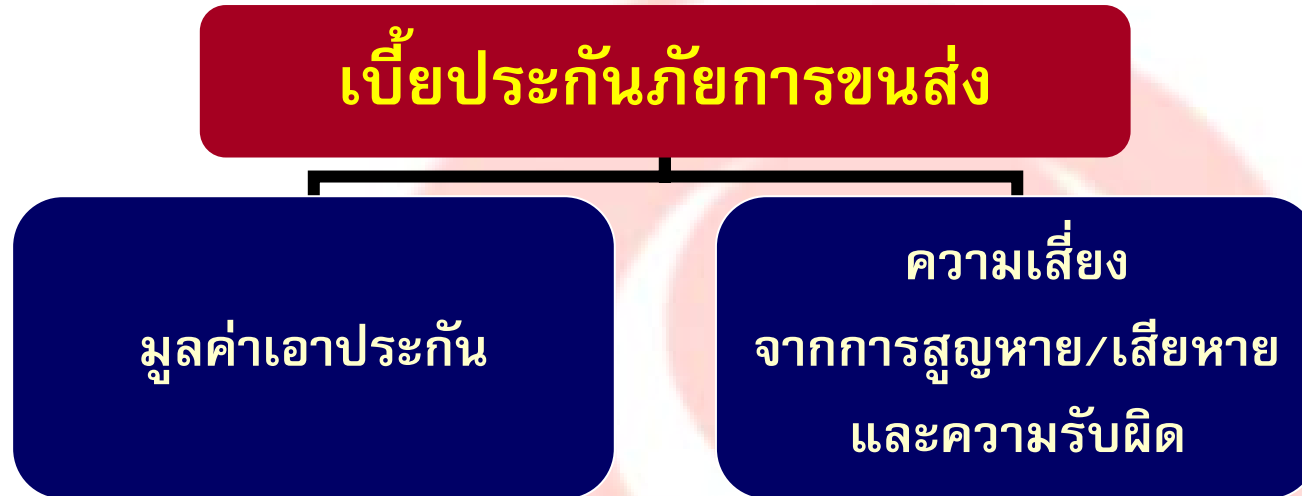 เบี้ยประกันภัยการขนส่ง
มูลค่าเอาประกัน
ความเสี่ยง
จากการสูญหาย/เสียหาย
และความรับผิด